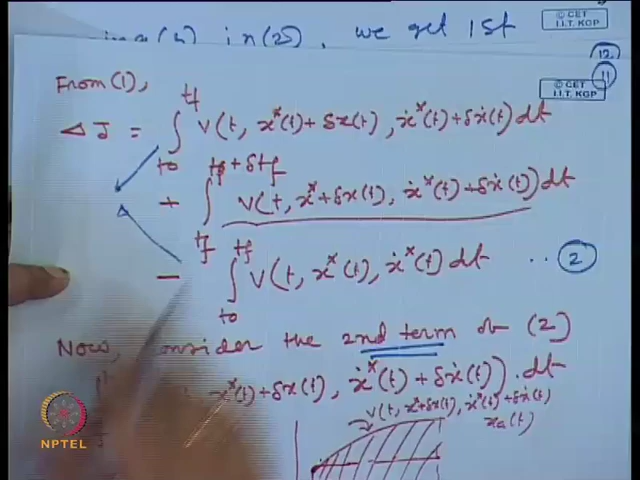 in (25), we get 1st
© CET
I.I.T. KGP
12
11
© CET
I.I.T. KGP
From (1),
ΔJ = ∫_{t0}^{tf} V(t, x*(t) + δx(t), ẋ*(t) + δẋ(t)) dt
+ ∫_{tf}^{tf + δtf} V(t, x* + δx(t), ẋ*(t) + δẋ(t)) dt
− ∫_{t0}^{tf} V(t, x*(t), ẋ*(t)) dt .. (2)
Now, consider the 2nd term of (2)
x*(t) + δx(t), ẋ*(t) + δẋ(t)). dt
V(t, x* + δx(t), ẋ*(t) + δẋ(t))
xa(t)
NPTEL